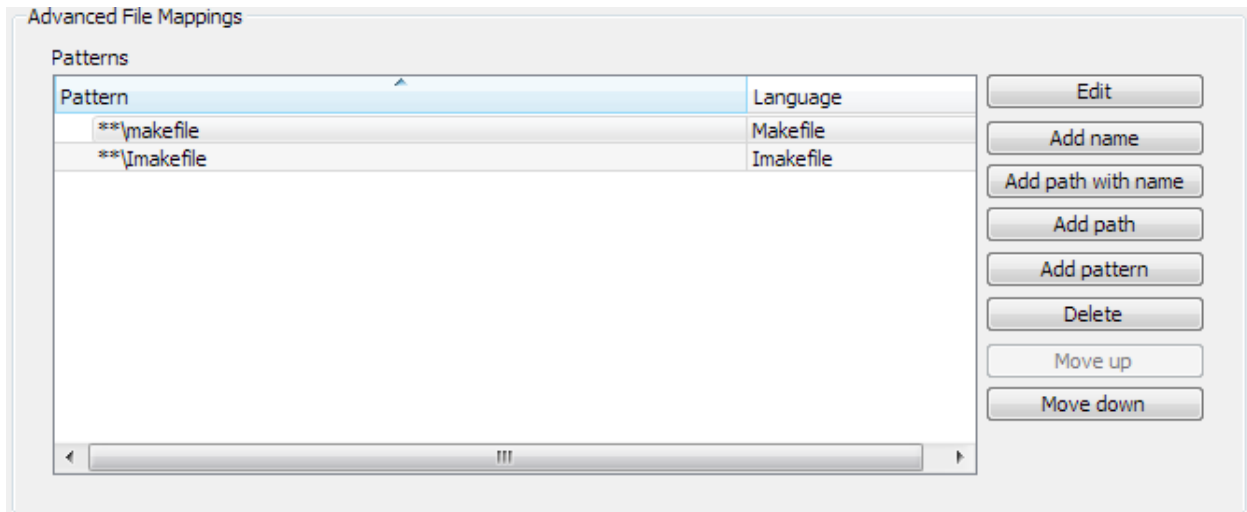 Advanced File Mappings
Patterns
Pattern Language
**\makefile Makefile
**\Imakefile Imakefile
Edit
Add name
Add path with name
Add path
Add pattern
Delete
Move up
Move down